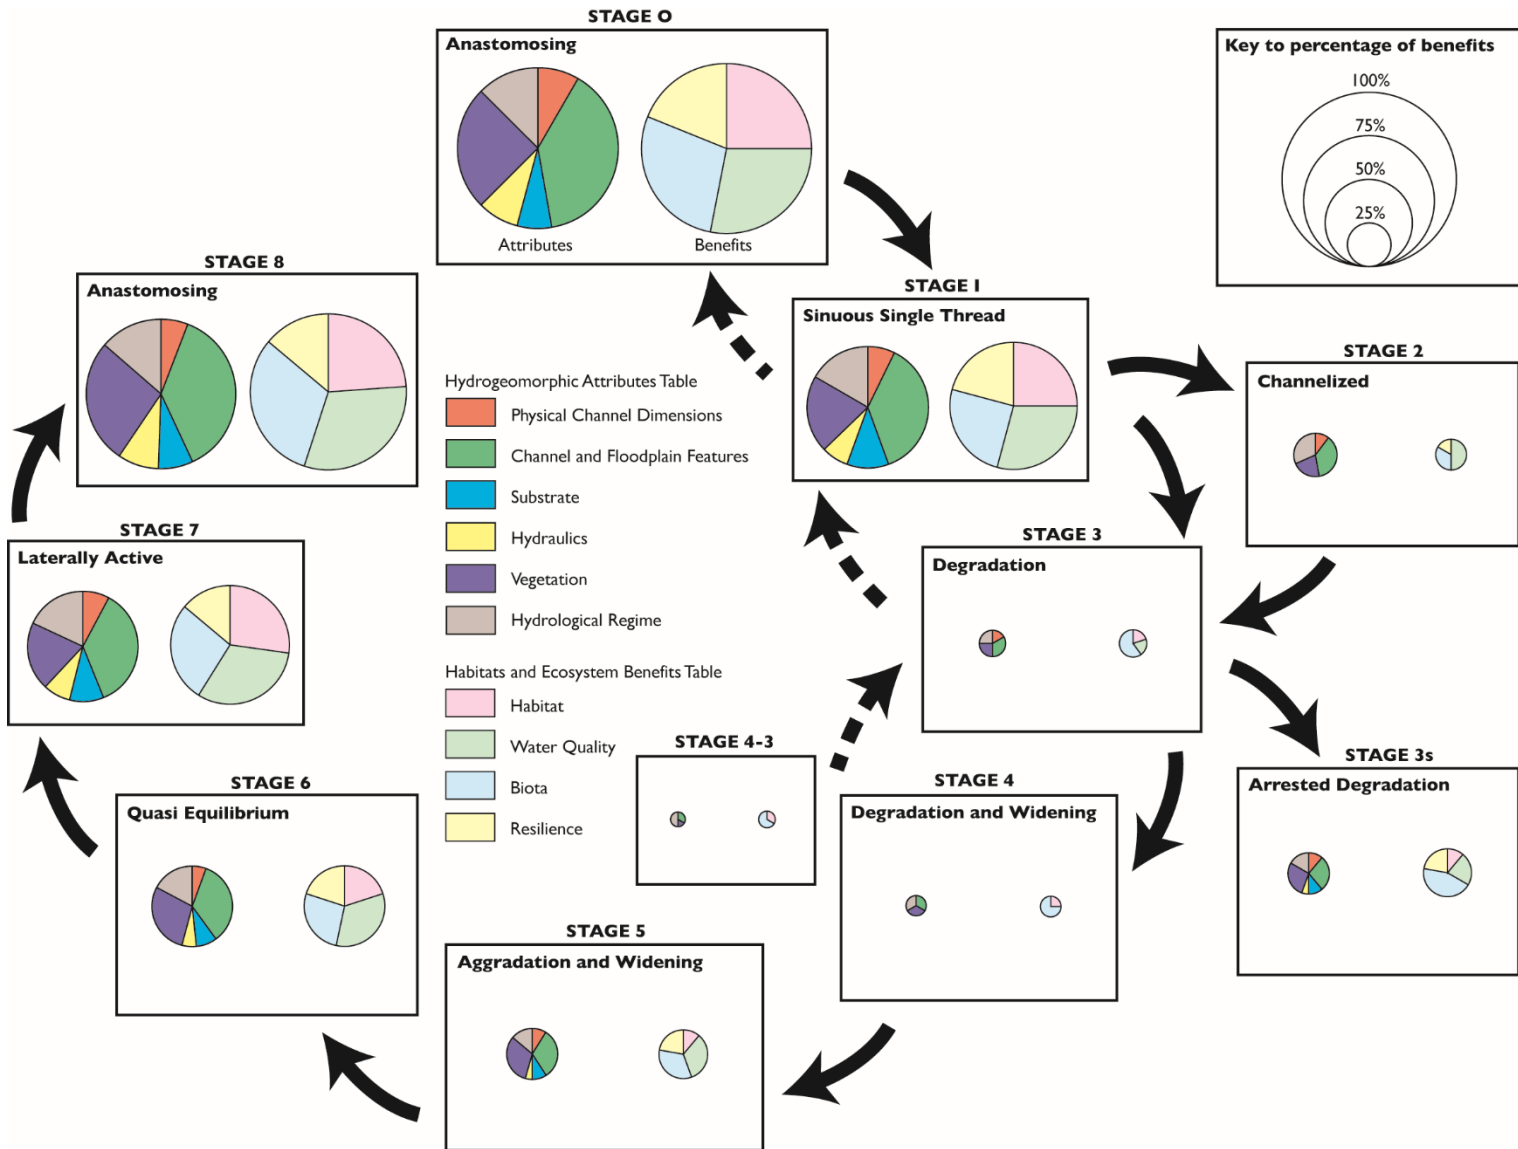 STAGE O
Anastomosing
Attributes
Benefits
Key to percentage of benefits
100%
75%
50%
25%
STAGE 8
Anastomosing
STAGE I
Sinuous Single Thread
STAGE 2
Channelized
Hydrogeomorphic Attributes Table
Physical Channel Dimensions
Channel and Floodplain Features
Substrate
Hydraulics
Vegetation
Hydrological Regime
Habitats and Ecosystem Benefits Table
Habitat
Water Quality
Biota
Resilience
STAGE 7
Laterally Active
STAGE 3
Degradation
STAGE 4-3
STAGE 3s
Arrested Degradation
STAGE 6
Quasi Equilibrium
STAGE 4
Degradation and Widening
STAGE 5
Aggradation and Widening